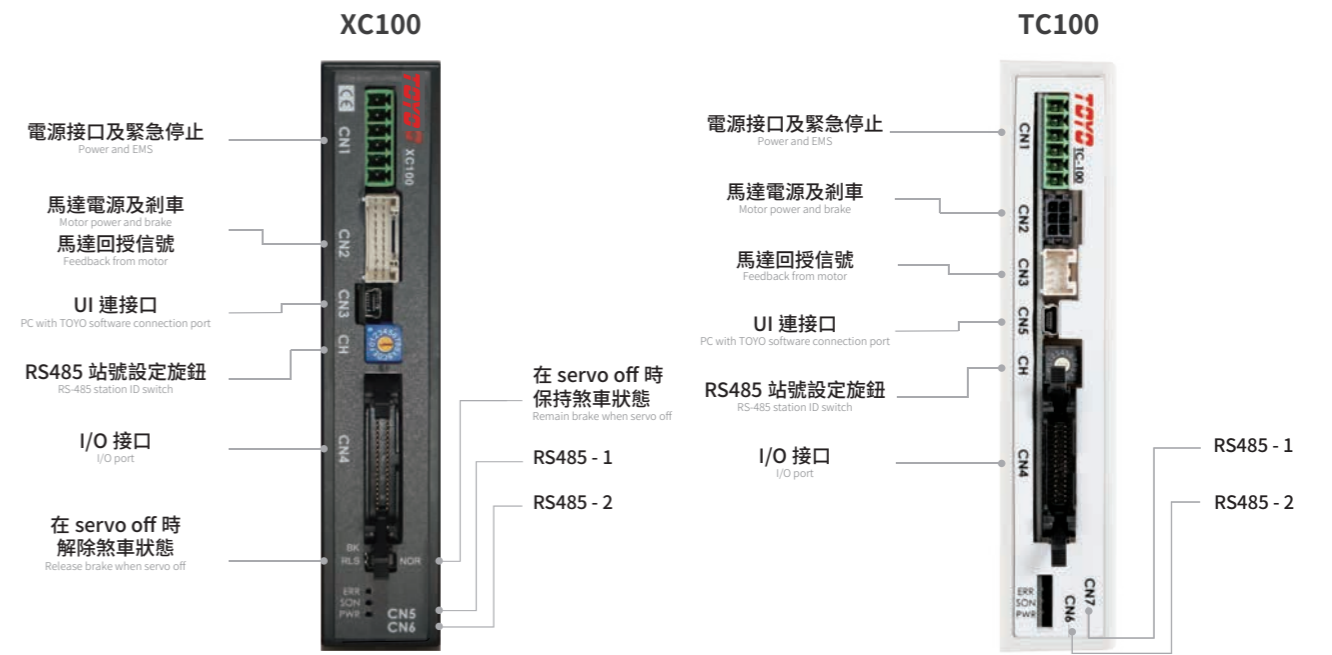 XC100
電源接口及緊急停止
Power and EMS
馬達電源及剎車
Motor power and brake
馬達回授信號
Feedback from motor
UI 連接口
PC with TOYO software connection port
RS485 站號設定旋鈕
RS-485 station ID switch
I/O 接口
I/O port
在 servo off 時
解除煞車狀態
Release brake when servo off
CE
TOYO
XC100
CN1
CN2
CN3
CH
CN4
BK
RLS
NOR
ERR
SON
PWR
CN5
CN6
在 servo off 時
保持煞車狀態
Remain brake when servo off
RS485 - 1
RS485 - 2
TC100
電源接口及緊急停止
Power and EMS
馬達電源及剎車
Motor power and brake
馬達回授信號
Feedback from motor
UI 連接口
PC with TOYO software connection port
RS485 站號設定旋鈕
RS-485 station ID switch
I/O 接口
I/O port
TOYO
TC-100
CN1
CN2
CN3
CN5
CH
CN4
ERR
SON
PWR
CN6
CN7
RS485 - 1
RS485 - 2